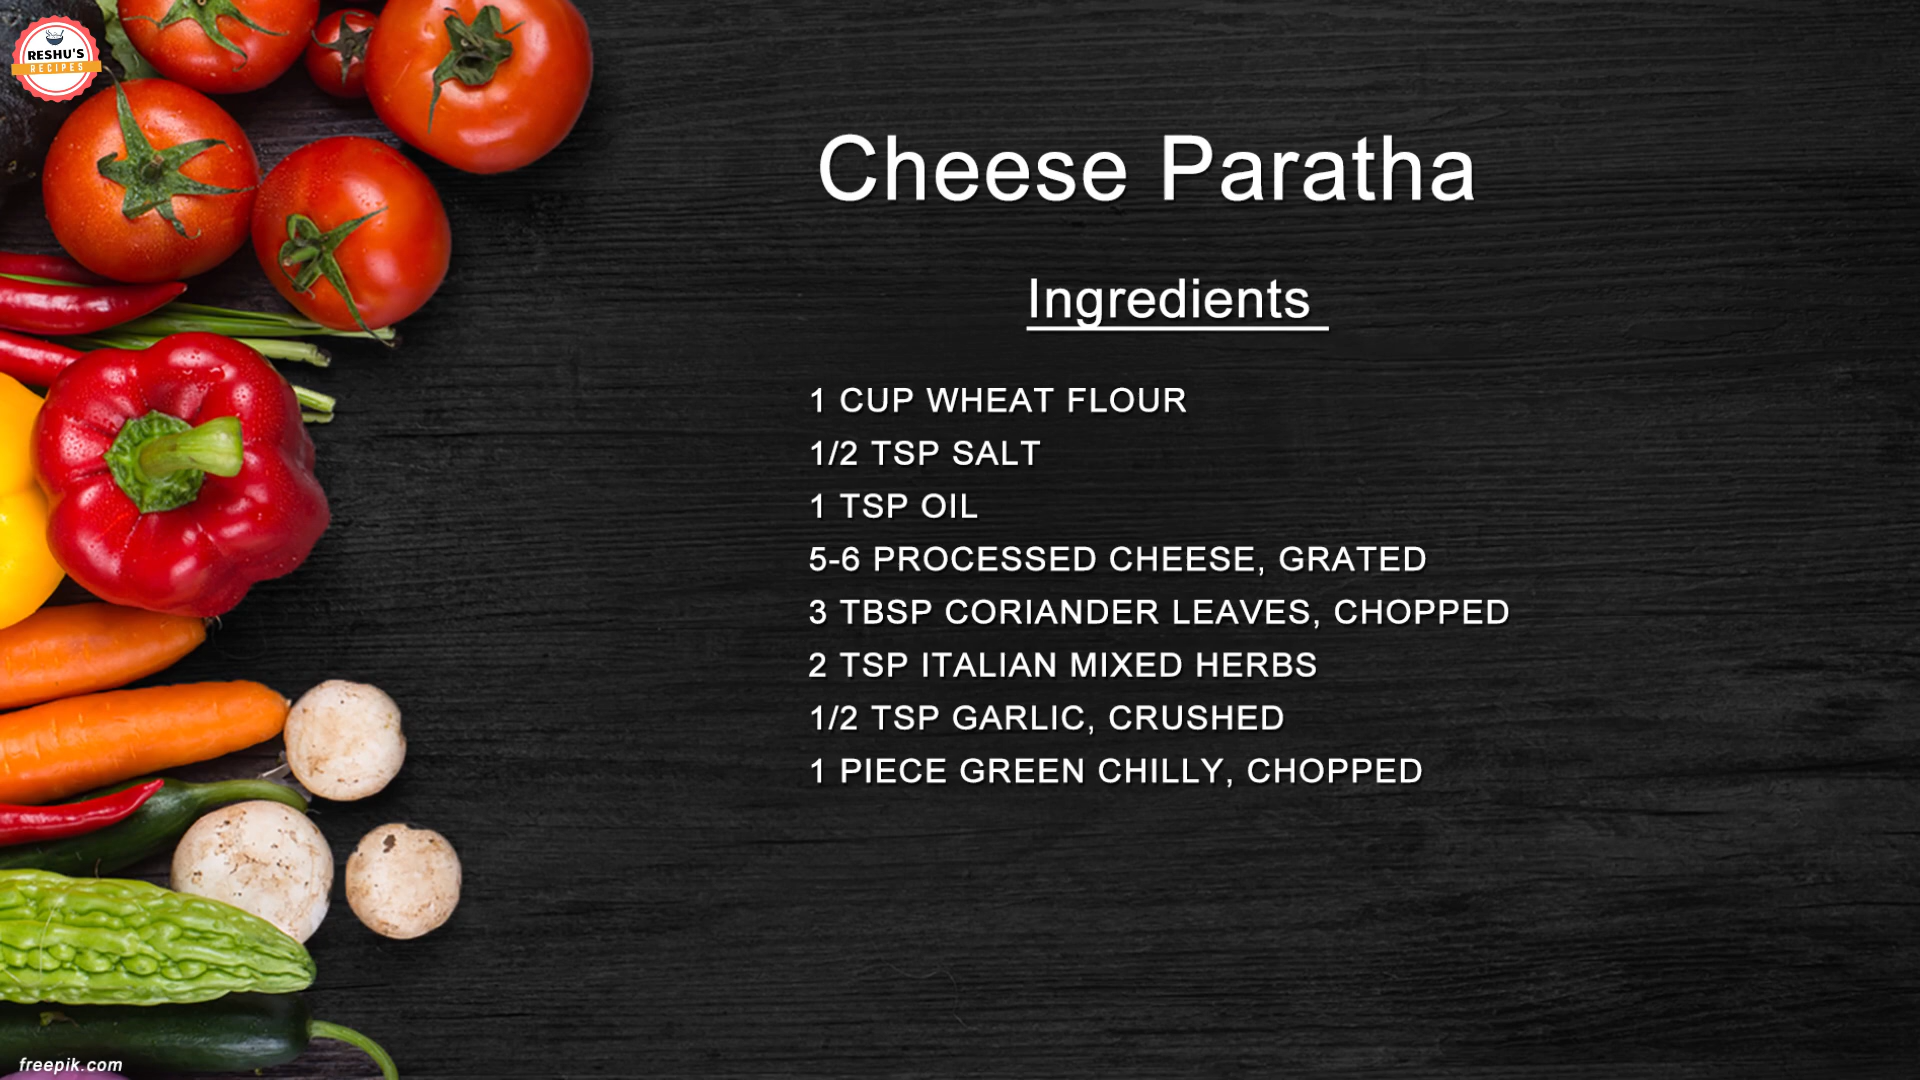 RESHU'S
RECIPES
Cheese Paratha
Ingredients
1 CUP WHEAT FLOUR
1/2 TSP SALT
1 TSP OIL
5-6 PROCESSED CHEESE, GRATED
3 TBSP CORIANDER LEAVES, CHOPPED
2 TSP ITALIAN MIXED HERBS
1/2 TSP GARLIC, CRUSHED
1 PIECE GREEN CHILLY, CHOPPED
freepik.com